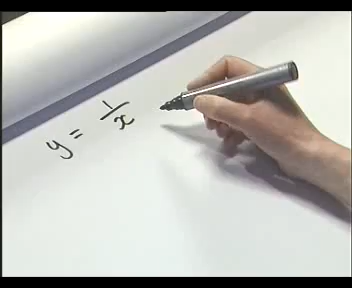 y = 1/x